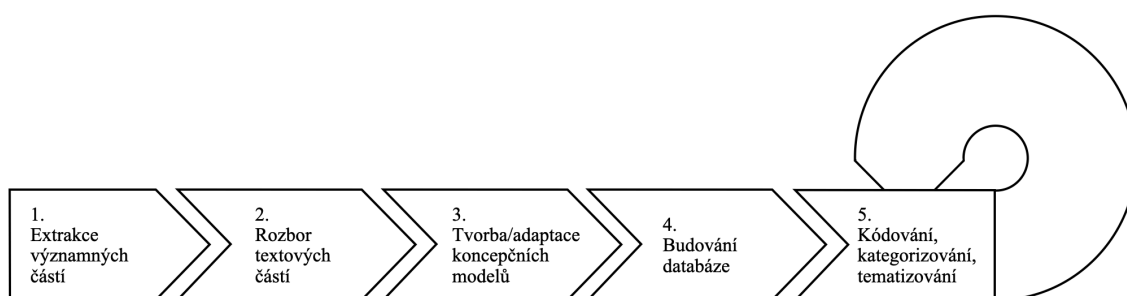 1.
Extrakce
významných
částí
2.
Rozbor
textových
částí
3.
Tvorba/adaptace
koncepčních
modelů
4.
Budování
databáze
5.
Kódování,
kategorizování,
tematizování